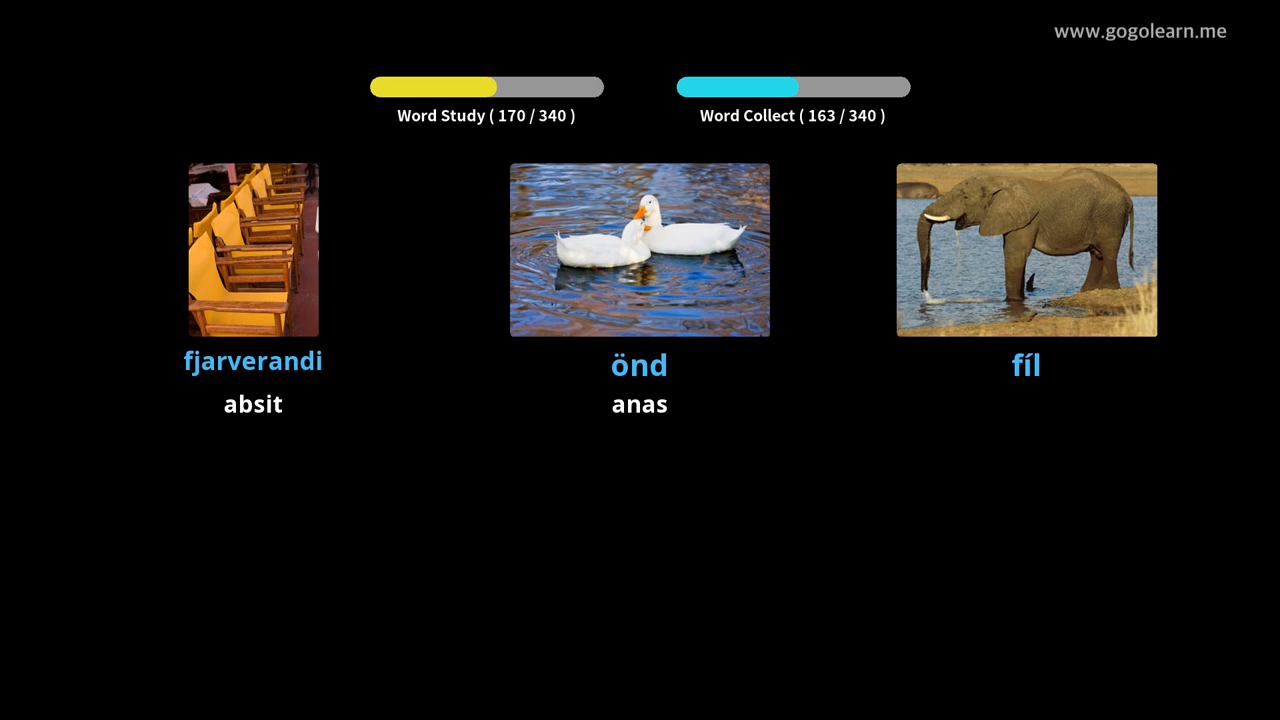 www.gogolearn.me
Word Study ( 170 / 340 )
Word Collect ( 163 / 340 )
fjarverandi
önd
fíl
absit
anas